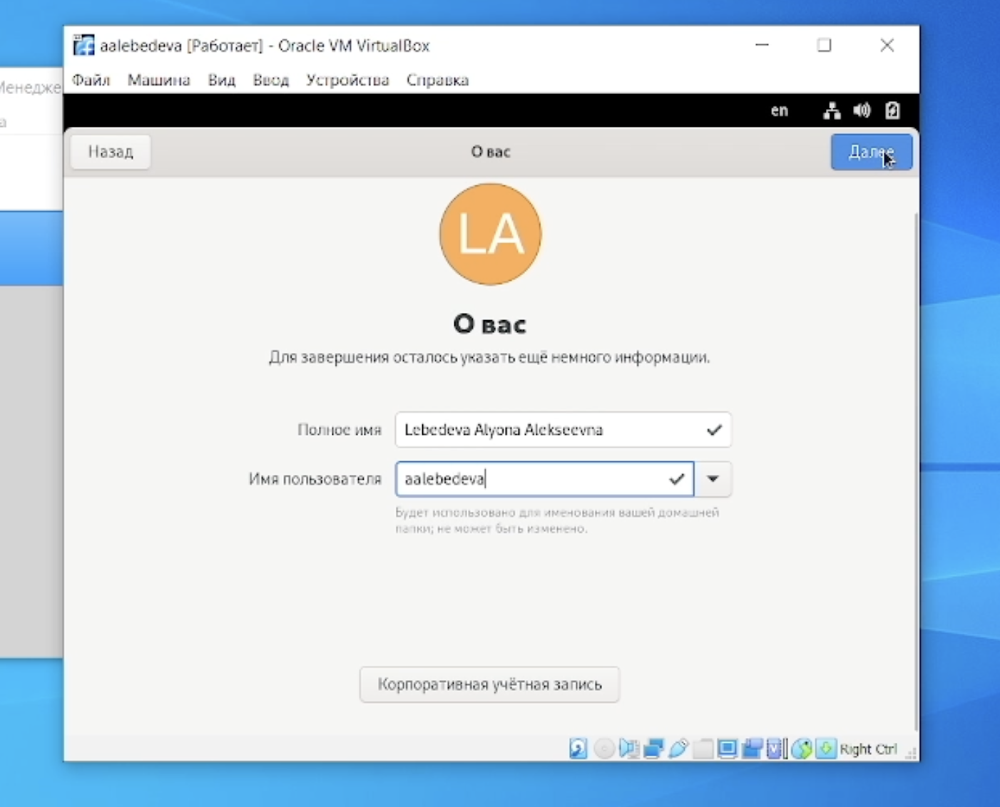 aalebedeva [Работает] - Oracle VM VirtualBox
Менедже
Файл Машина Вид Ввод Устройства Справка
а
en
Назад
О вас
Далее
LA
О вас
Для завершения осталось указать ещё немного информации.
Полное имя
Lebedeva Alyona Alekseevna
Имя пользователя
aalebedeva
Будет использовано для именования вашей домашней
папки; не может быть изменено.
Корпоративная учётная запись
Right Ctrl